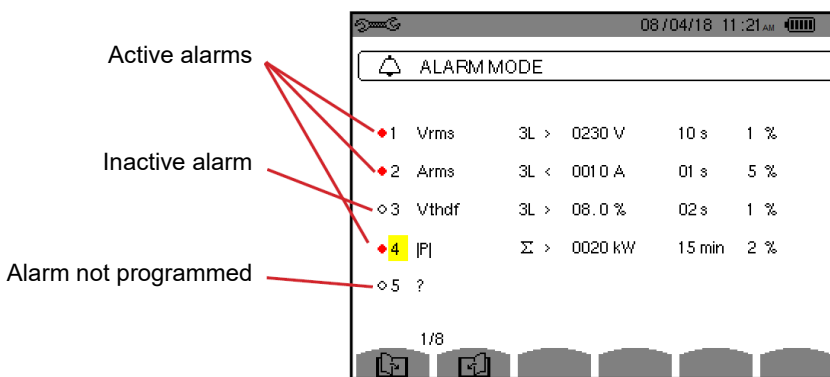 08/04/18 11:21 AM
Active alarms
ALARM MODE
1 Vrms 3L > 0230 V 10 s 1 %
Inactive alarm
2 Arms 3L < 0010 A 01 s 5 %
3 Vthdf 3L > 08.0 % 02 s 1 %
4 |P| Σ > 0020 kW 15 min 2 %
Alarm not programmed
5 ?
1/8